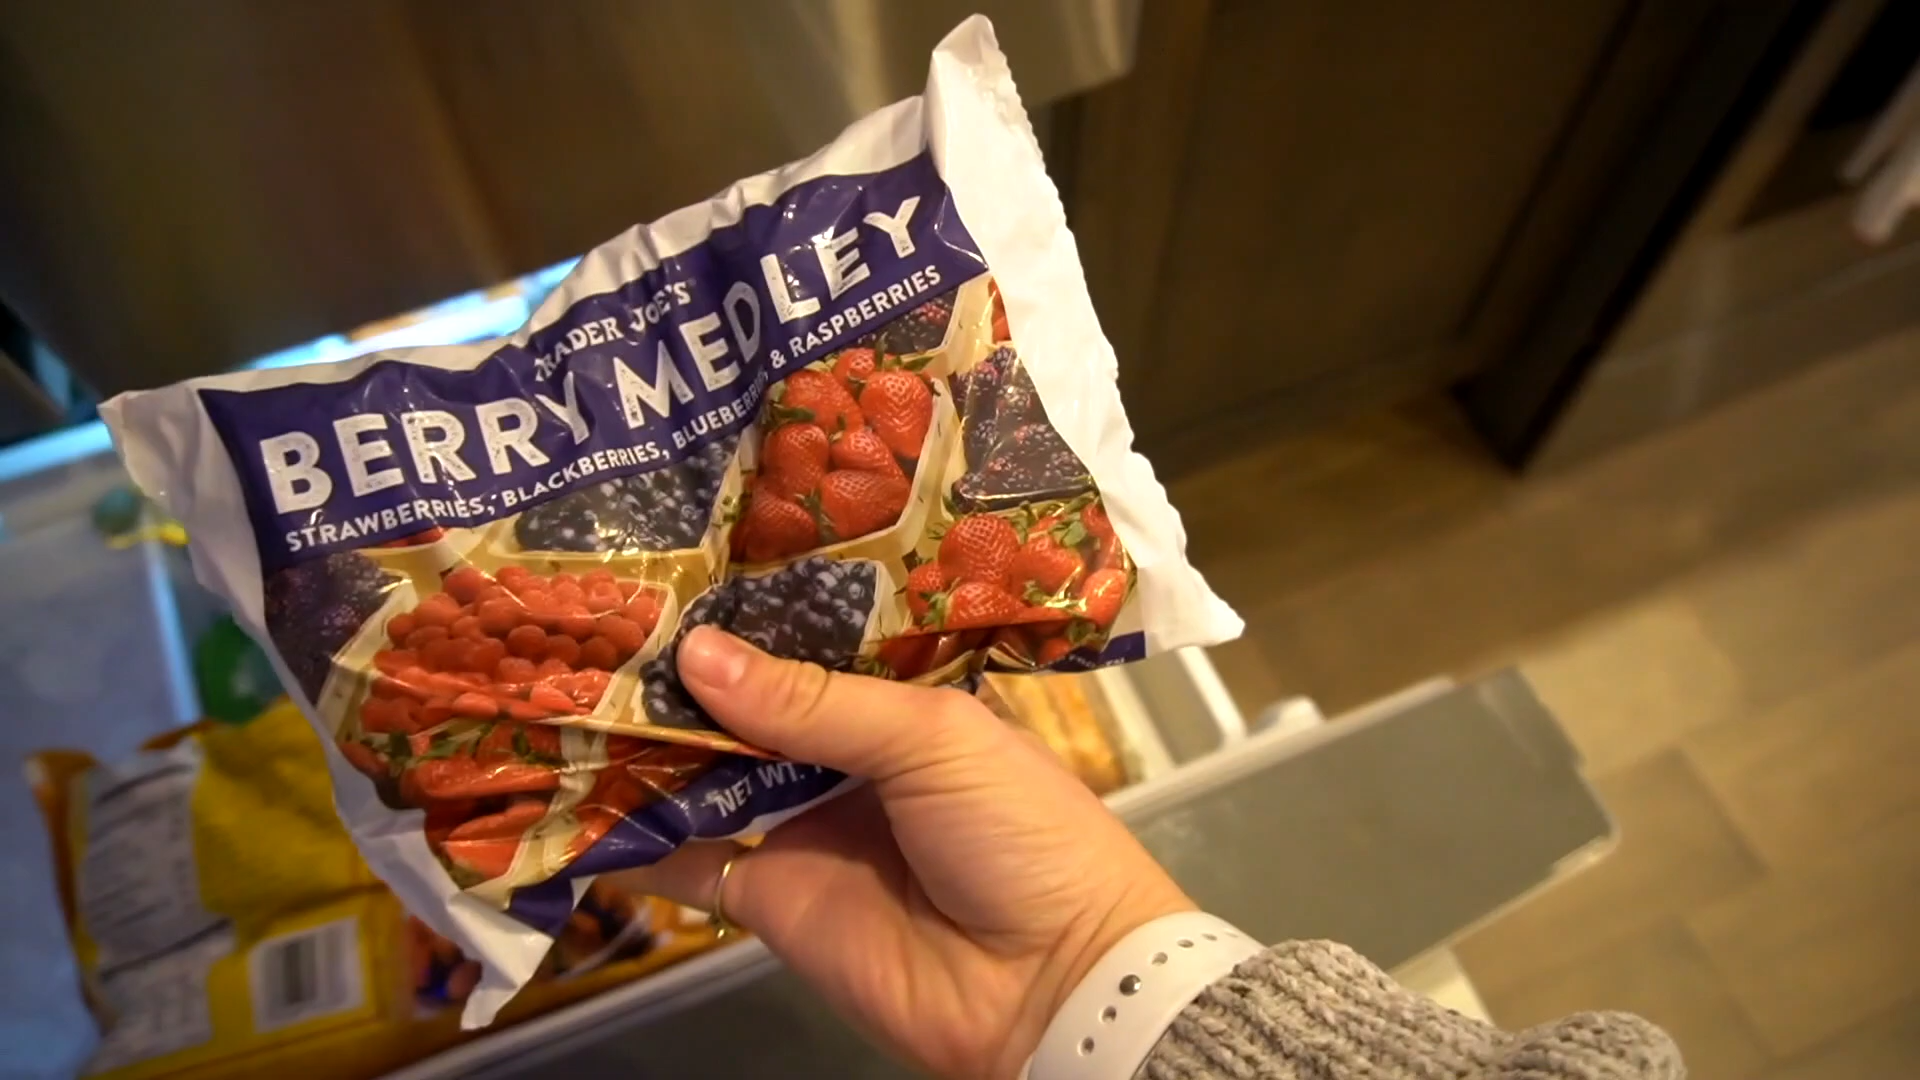 TRADER JOE'S
BERRY MEDLEY
STRAWBERRIES, BLACKBERRIES, BLUEBERRIES & RASPBERRIES
NET WT.